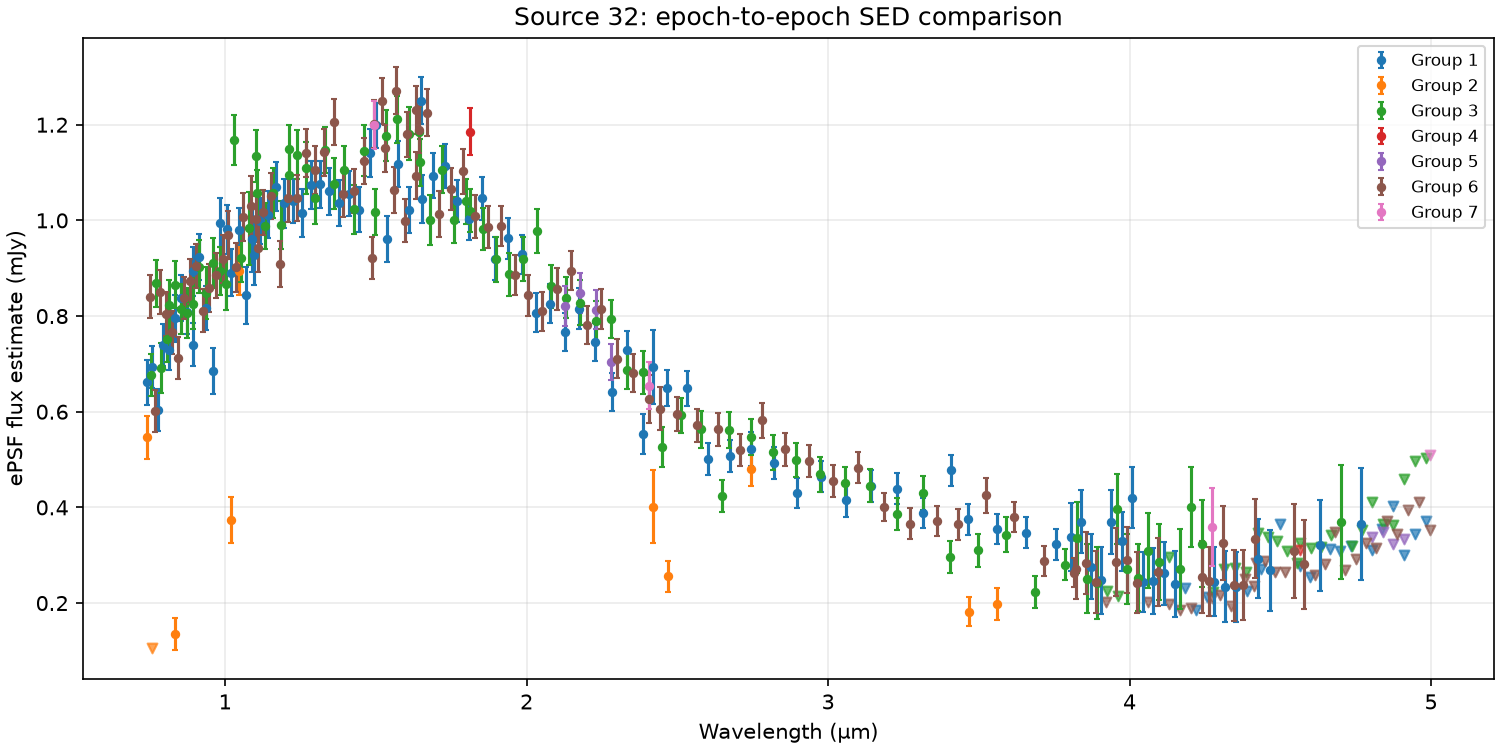 Source 32: epoch-to-epoch SED comparison
ePSF flux estimate (mJy)
1.2
1.0
0.8
0.6
0.4
0.2
Group 1
Group 2
Group 3
Group 4
Group 5
Group 6
Group 7
1 2 3 4 5
Wavelength (µm)